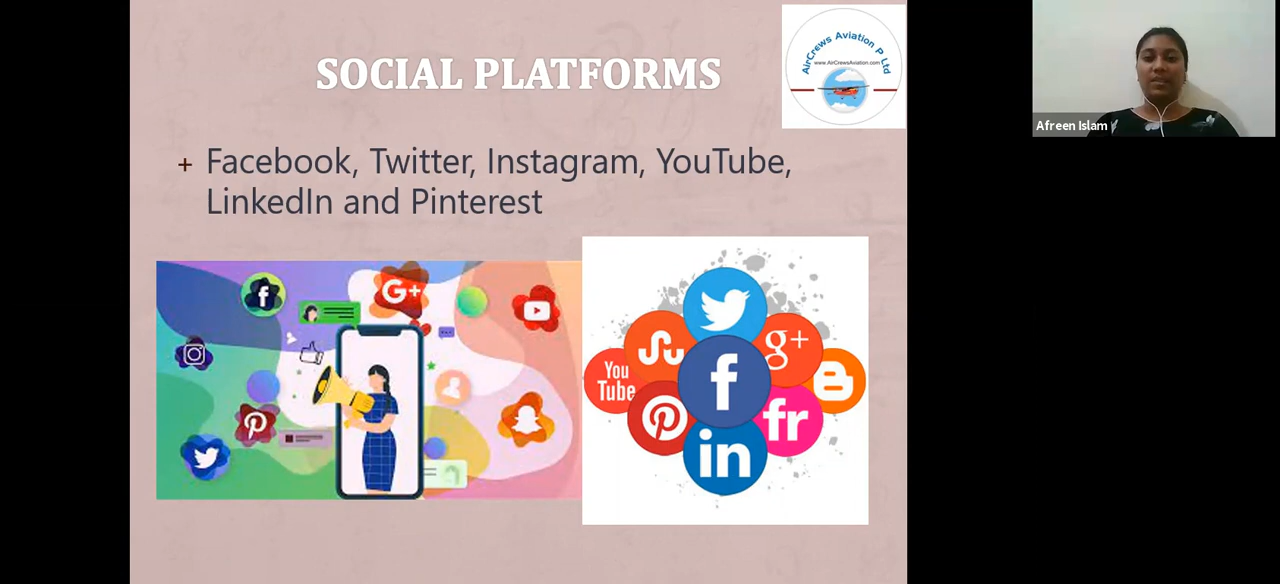 SOCIAL PLATFORMS
AirCrews Aviation P Ltd
www.AirCrewsAviation.com
Afreen Islam
+ Facebook, Twitter, Instagram, YouTube,
LinkedIn and Pinterest
f
G+
p
You
Tube
g+
f
fr
in